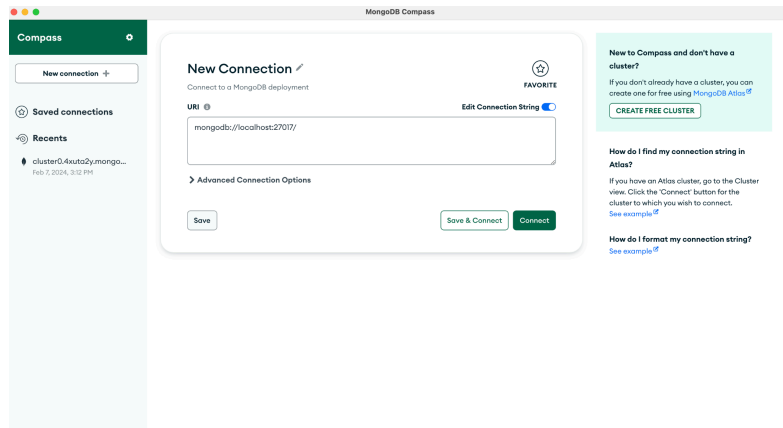 MongoDB Compass
Compass
New connection +
Saved connections
Recents
cluster0.4xuta2y.mongo...
Feb 7, 2024, 3:12 PM
New Connection
Connect to a MongoDB deployment
FAVORITE
URI
Edit Connection String
mongodb://localhost:27017/
Advanced Connection Options
Save
Save & Connect
Connect
New to Compass and don't have a
cluster?
If you don't already have a cluster, you can
create one for free using MongoDB Atlas
CREATE FREE CLUSTER
How do I find my connection string in
Atlas?
If you have an Atlas cluster, go to the Cluster
view. Click the 'Connect' button for the
cluster to which you wish to connect.
See example
How do I format my connection string?
See example